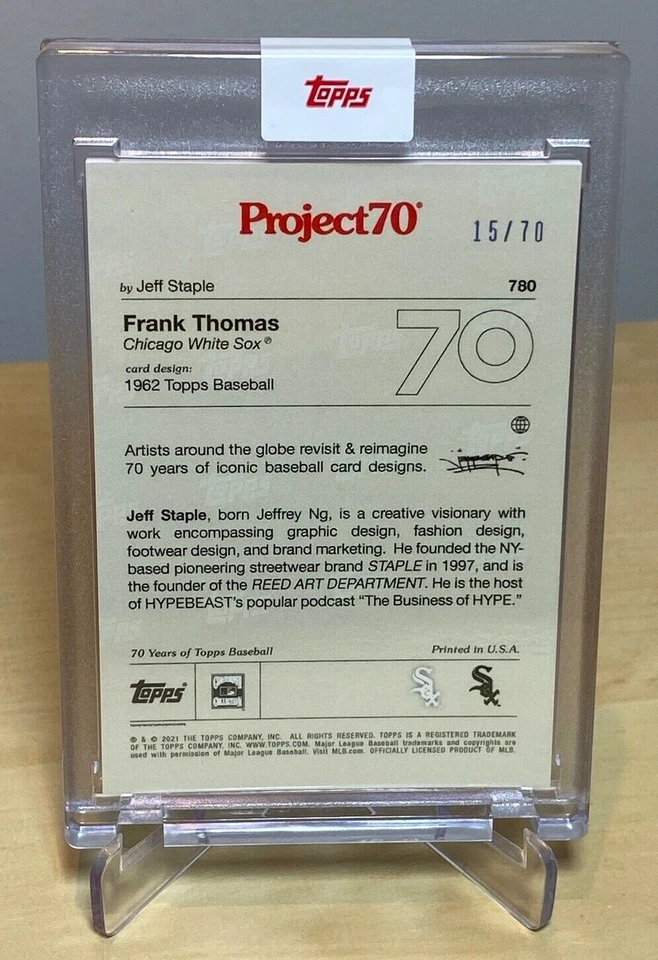 Topps
Project70®
15/70
by Jeff Staple
780
Frank Thomas
Chicago White Sox®
70
card design:
1962 Topps Baseball
Artists around the globe revisit & reimagine
70 years of iconic baseball card designs.
Jeff Staple, born Jeffrey Ng, is a creative visionary with
work encompassing graphic design, fashion design,
footwear design, and brand marketing. He founded the NY-
based pioneering streetwear brand STAPLE in 1997, and is
the founder of the REED ART DEPARTMENT. He is the host
of HYPEBEAST's popular podcast “The Business of HYPE.”
70 Years of Topps Baseball
Printed in U.S.A.
Topps
Sox
Sox
® & © 2021 THE TOPPS COMPANY, INC. ALL RIGHTS RESERVED. TOPPS IS A REGISTERED TRADEMARK
OF THE TOPPS COMPANY, INC. WWW.TOPPS.COM. Major League Baseball trademarks and copyrights are
used with permission of Major League Baseball. Visit MLB.com. OFFICIALLY LICENSED PRODUCT OF MLB.